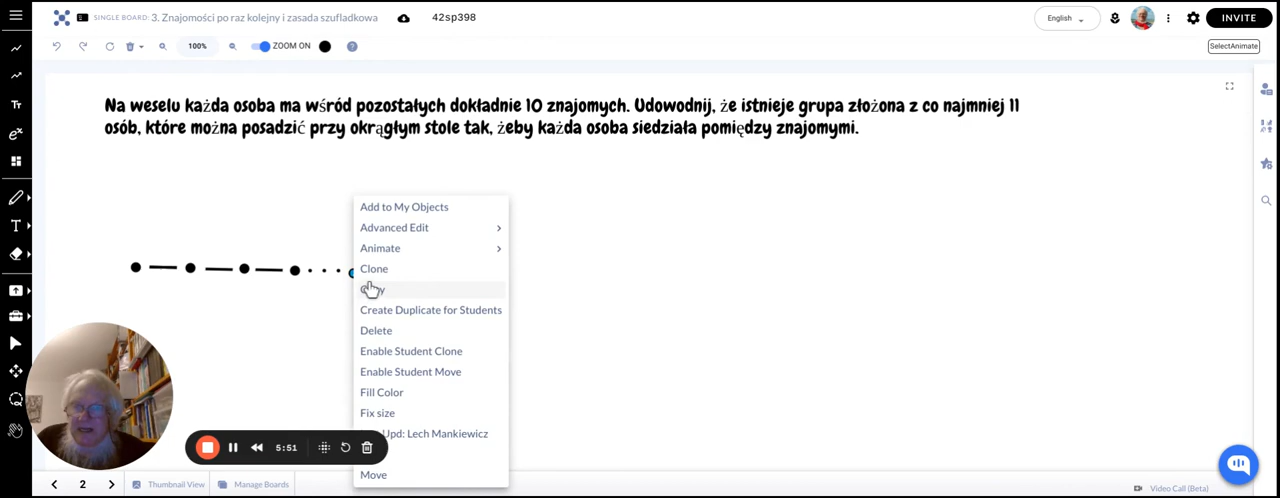 SINGLE BOARD: 3. Znajomości po raz kolejny i zasada szufladkowa
42sp398
English
INVITE
100%
ZOOM ON
SelectAnimate
Na weselu każda osoba ma wśród pozostałych dokładnie 10 znajomych. Udowodnij, że istnieje grupa złożona z co najmniej 11
osób, które można posadzić przy okrągłym stole tak, żeby każda osoba siedziała pomiędzy znajomymi.
Add to My Objects
Advanced Edit
Animate
Clone
Create Duplicate for Students
Delete
Enable Student Clone
Enable Student Move
Fill Color
Fix size
Upd: Lech Mankiewicz
Move
5:51
2
Thumbnail View
Manage Boards
Video Call (Beta)